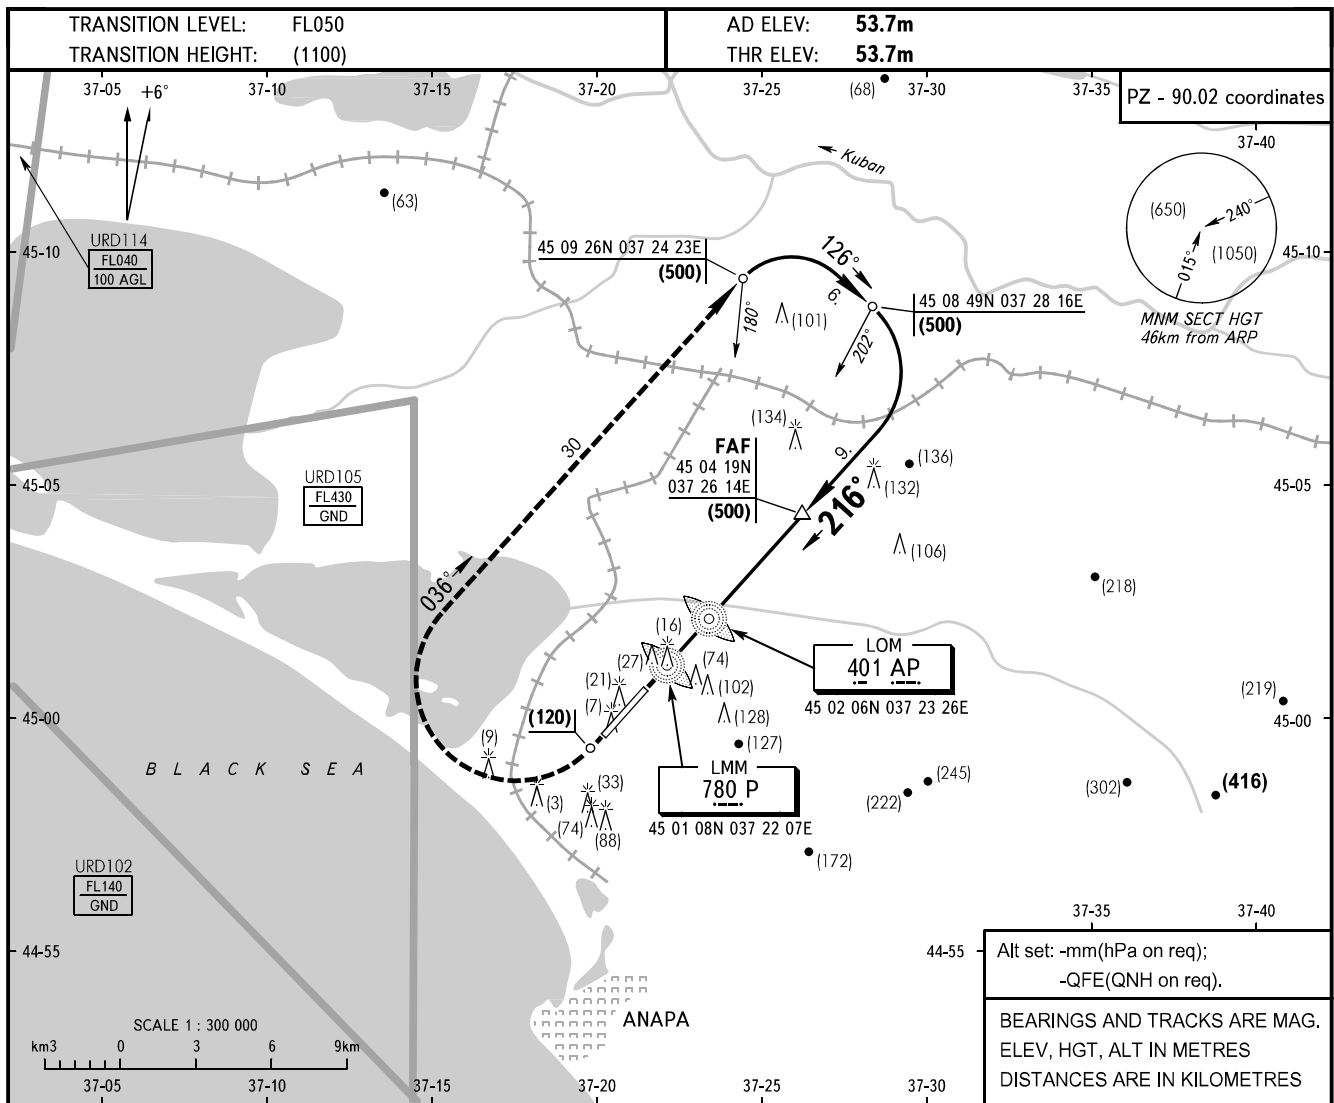 TRANSITION LEVEL: FL050
TRANSITION HEIGHT: (1100)
AD ELEV: 53.7m
THR ELEV: 53.7m
37-05
37-10
37-15
37-20
37-25
37-30
37-35
PZ - 90.02 coordinates
37-40
+6°
(68)
Kuban
(63)
(650)
240°
015°
(1050)
MNM SECT HGT
46km from ARP
45-10
45-10
URD114
FL040
100 AGL
45 09 26N 037 24 23E
(500)
180°
126°
6.
(101)
202°
45 08 49N 037 28 16E
(500)
(134)
30
FAF
45 04 19N
037 26 14E
(500)
9.
216°
(136)
(132)
(106)
45-05
45-05
URD105
FL430
GND
036°
(218)
(16)
(27)
(74)
(102)
(21)
(7)
(128)
(127)
LOM
401 AP
45 02 06N 037 23 26E
(219)
45-00
45-00
(120)
(9)
BLACK SEA
(3)
(33)
(74)
(88)
LMM
780 P
45 01 08N 037 22 07E
(245)
(222)
(302)
(416)
(172)
URD102
FL140
GND
37-35
37-40
44-55
44-55
ANAPA
SCALE 1 : 300 000
km3 0 3 6 9km
Alt set: -mm(hPa on req);
-QFE(QNH on req).
BEARINGS AND TRACKS ARE MAG.
ELEV, HGT, ALT IN METRES
DISTANCES ARE IN KILOMETRES
37-05
37-10
37-15
37-20
37-25
37-30